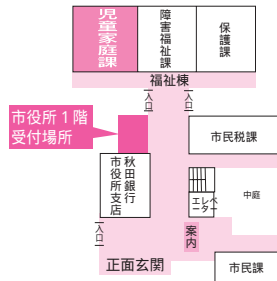 児童家庭課
障害福祉課
保護課
福祉棟
入口
入口
市役所1階
受付場所
市民税課
秋田銀行
市役所支店
エレベ
ーター
中庭
案内
入口
正面玄関
市民課